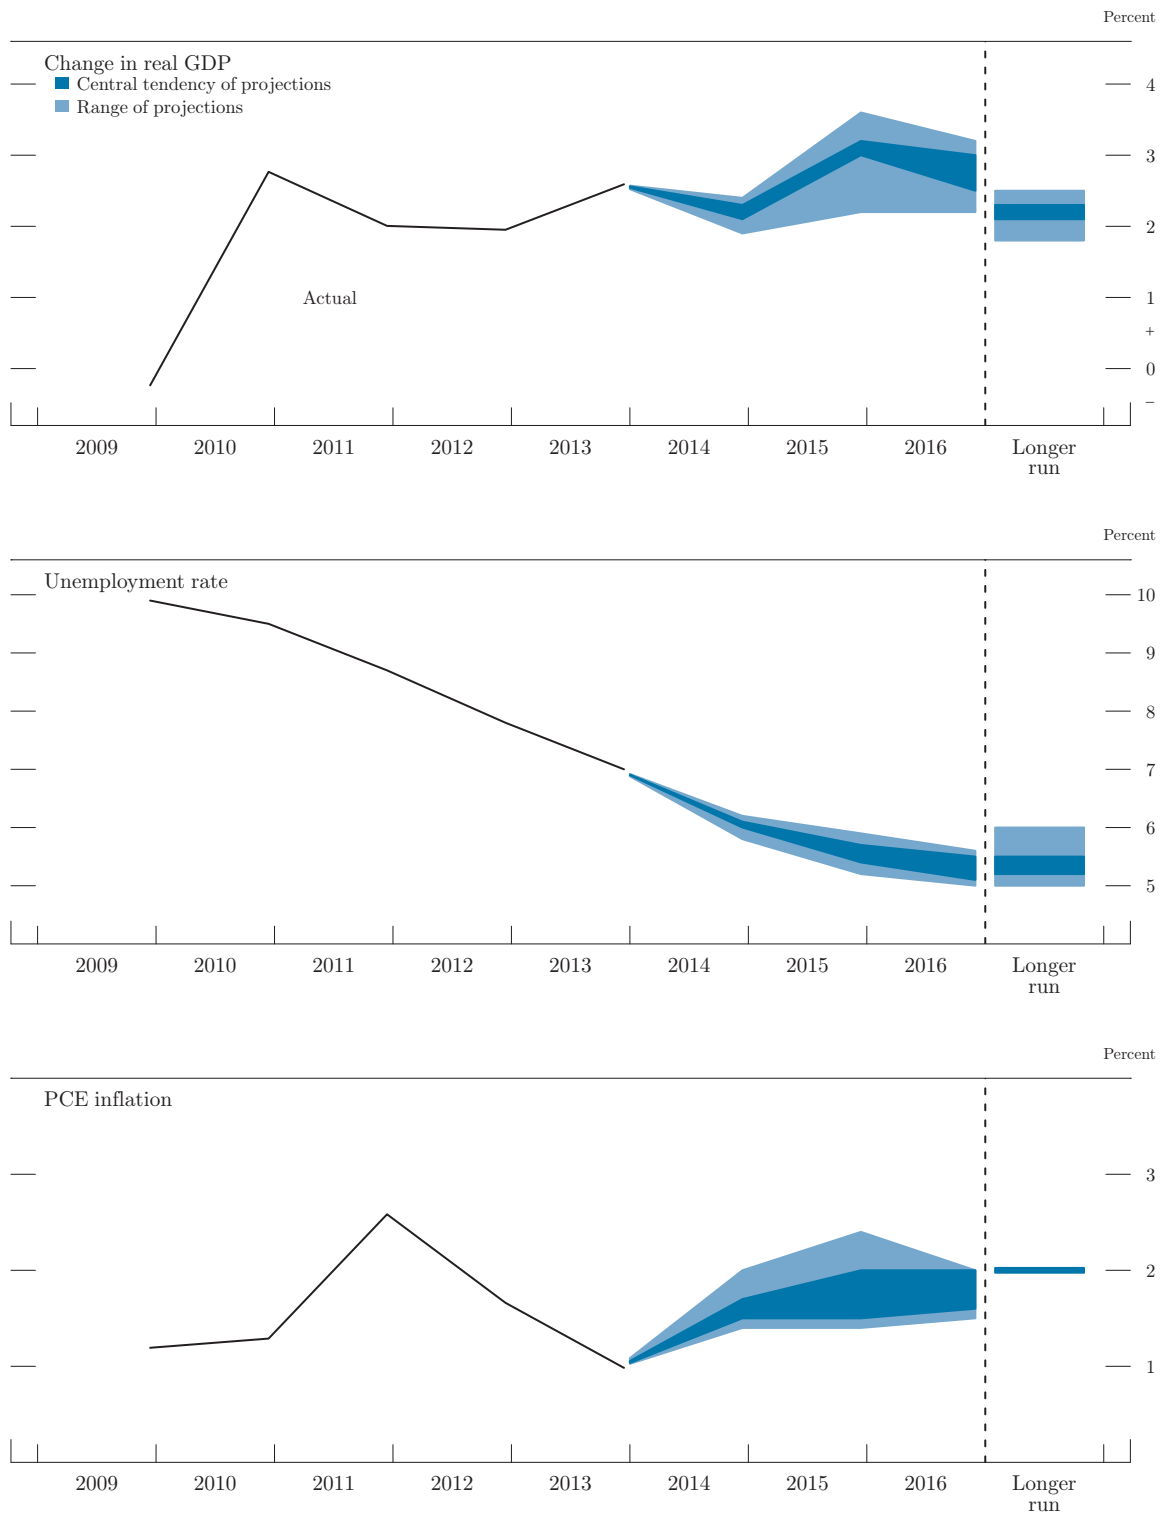 Percent
Change in real GDP
Central tendency of projections
Range of projections
4
3
2
Actual
1
+
0
−
2009 2010 2011 2012 2013 2014 2015 2016 Longer
run
Percent
Unemployment rate
10
9
8
7
6
5
2009 2010 2011 2012 2013 2014 2015 2016 Longer
run
Percent
PCE inflation
3
2
1
2009 2010 2011 2012 2013 2014 2015 2016 Longer
run